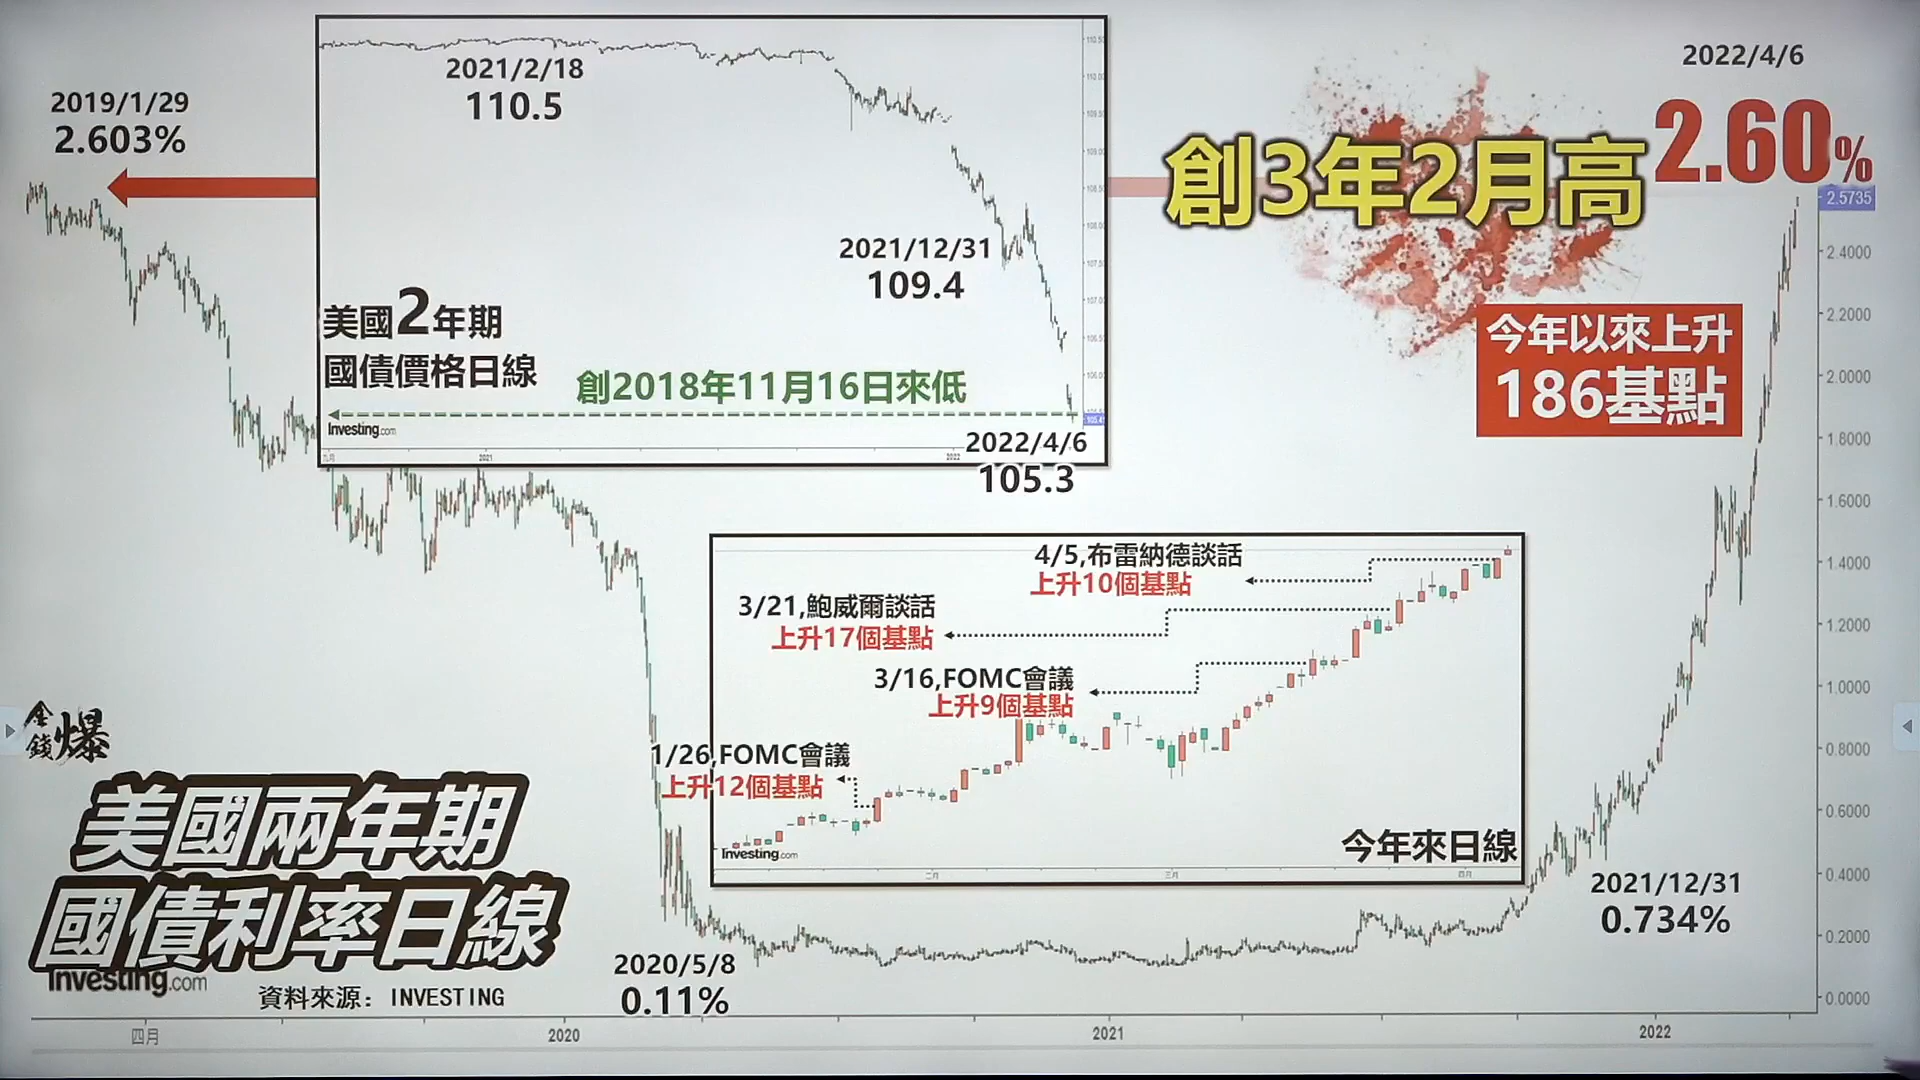 2019/1/29
2.603%
2021/2/18
110.5
2021/12/31
109.4
美國2年期
國債價格日線
創2018年11月16日來低
Investing.com
2021
2022
2022/4/6
105.3
2022/4/6
2.60%
創3年2月高
2.5735
今年以來上升
186基點
2.4000
2.2000
2.0000
1.8000
1.6000
1.4000
1.2000
1.0000
0.8000
0.6000
0.4000
0.2000
0.0000
4/5,布雷納德談話
上升10個基點
3/21,鮑威爾談話
上升17個基點
3/16,FOMC會議
上升9個基點
1/26,FOMC會議
上升12個基點
Investing.com
今年來日線
二月
三月
四月
金錢爆
美國兩年期
國債利率日線
Investing.com
資料來源：INVESTING
2020/5/8
0.11%
2021/12/31
0.734%
四月
2020
2021
2022